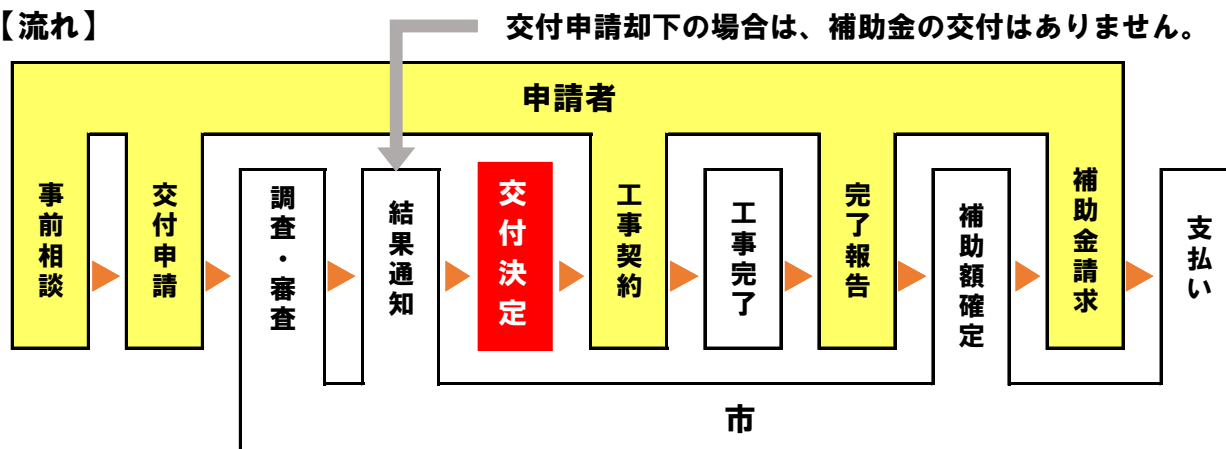 【流れ】
交付申請却下の場合は、補助金の交付はありません。
申請者
事前相談
交付申請
調査・審査
結果通知
交付決定
工事契約
工事完了
完了報告
補助額確定
補助金請求
支払い
市